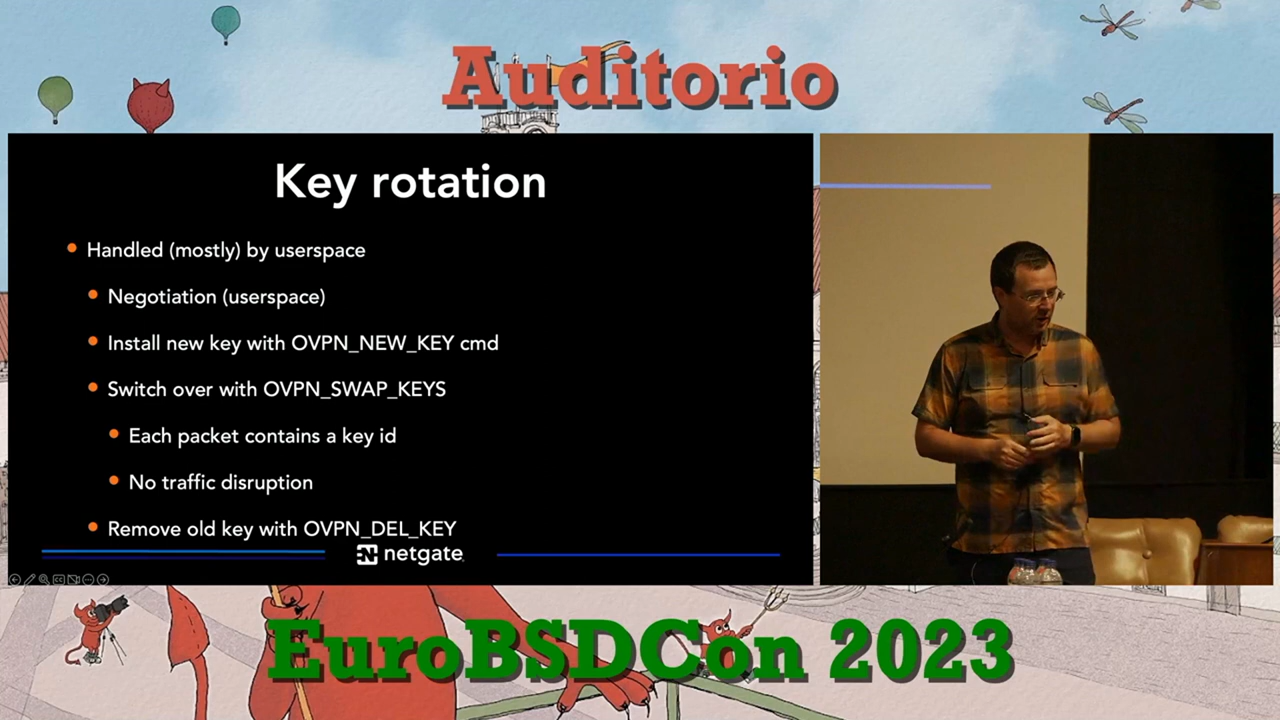 Auditorio
Key rotation
Handled (mostly) by userspace
Negotiation (userspace)
Install new key with OVPN_NEW_KEY cmd
Switch over with OVPN_SWAP_KEYS
Each packet contains a key id
No traffic disruption
Remove old key with OVPN_DEL_KEY
netgate
EuroBSDCon 2023